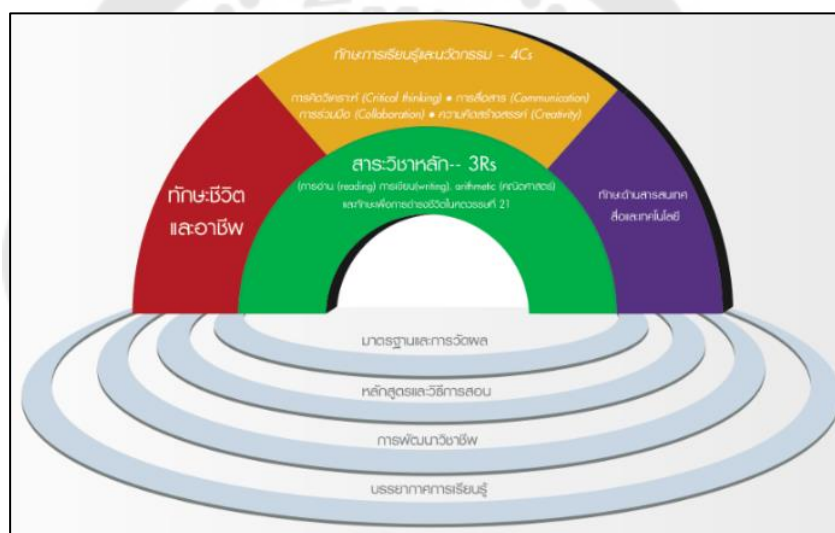 ทักษะการเรียนรู้และนวัตกรรม – 4Cs
การคิดวิเคราะห์ (Critical thinking) • การสื่อสาร (Communication)
การร่วมมือ (Collaboration) • ความคิดสร้างสรรค์ (Creativity)
สาระวิชาหลัก-- 3Rs
(การอ่าน (reading) การเขียน(writing), arithmetic (คณิตศาสตร์)
และทักษะเพื่อการดำรงชีวิตในศตวรรษที่ 21
ทักษะชีวิต
และอาชีพ
ทักษะด้านสารสนเทศ
สื่อและเทคโนโลยี
มาตรฐานและการวัดผล
หลักสูตรและวิธีการสอน
การพัฒนาวิชาชีพ
บรรยากาศการเรียนรู้